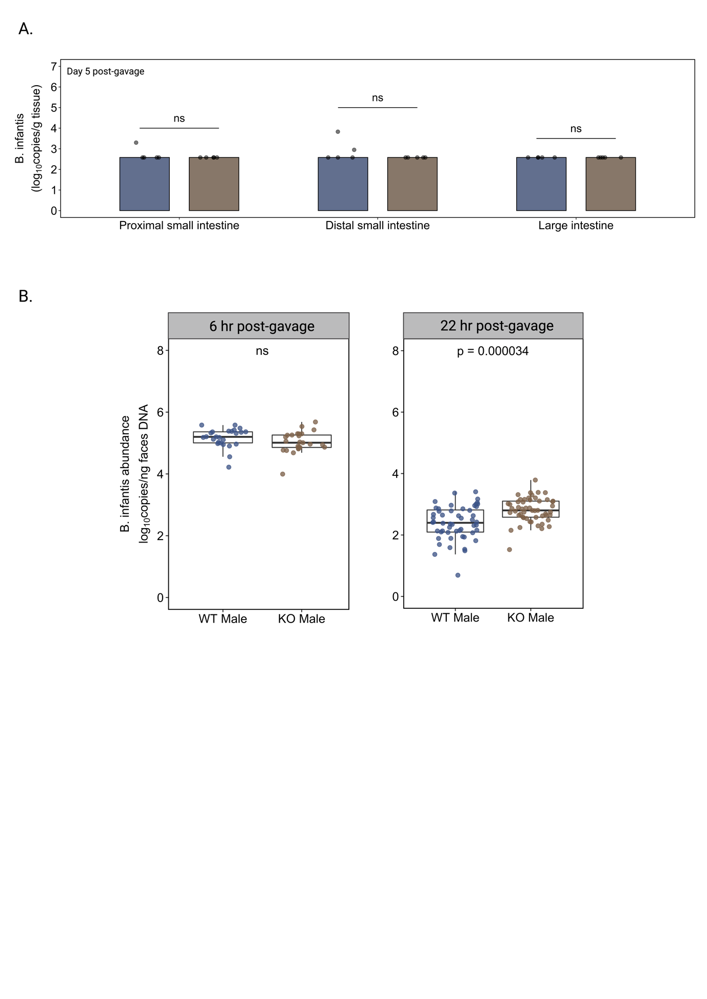 A.
7
6
5
4
3
2
1
0
B. infantis
(log₁₀copies/g tissue)
Day 5 post-gavage
ns
ns
ns
Proximal small intestine
Distal small intestine
Large intestine
B.
6 hr post-gavage
22 hr post-gavage
B. infantis abundance
log₁₀copies/ng faces DNA
8
6
4
2
0
ns
WT Male
KO Male
8
6
4
2
0
p = 0.000034
WT Male
KO Male